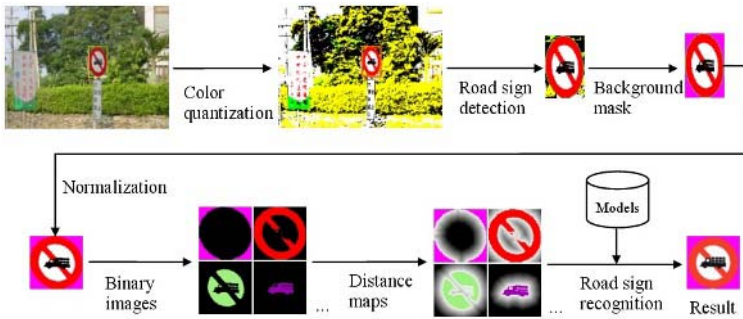 Color
quantization
Road sign
detection
Background
mask
Normalization
Binary
images
...
Distance
maps
...
Models
Road sign
recognition
Result